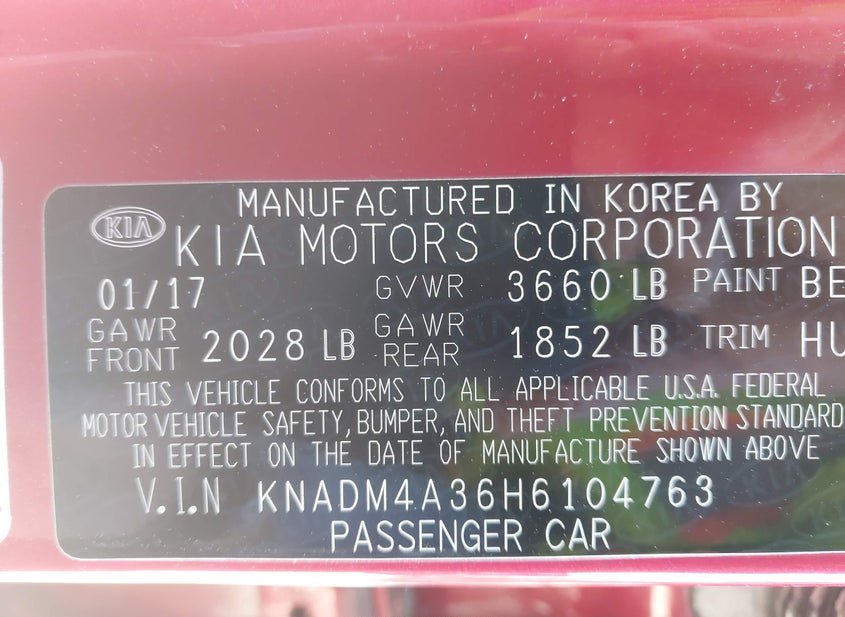 MANUFACTURED IN KOREA BY
KIA KIA MOTORS CORPORATION
01/17 GVWR 3660 LB PAINT BE
GAWR FRONT 2028 LB GAWR REAR 1852 LB TRIM HU
THIS VEHICLE CONFORMS TO ALL APPLICABLE U.S.A. FEDERAL
MOTOR VEHICLE SAFETY, BUMPER, AND THEFT PREVENTION STANDARD
IN EFFECT ON THE DATE OF MANUFACTURE SHOWN ABOVE
V.I.N KNADM4A36H6104763
PASSENGER CAR